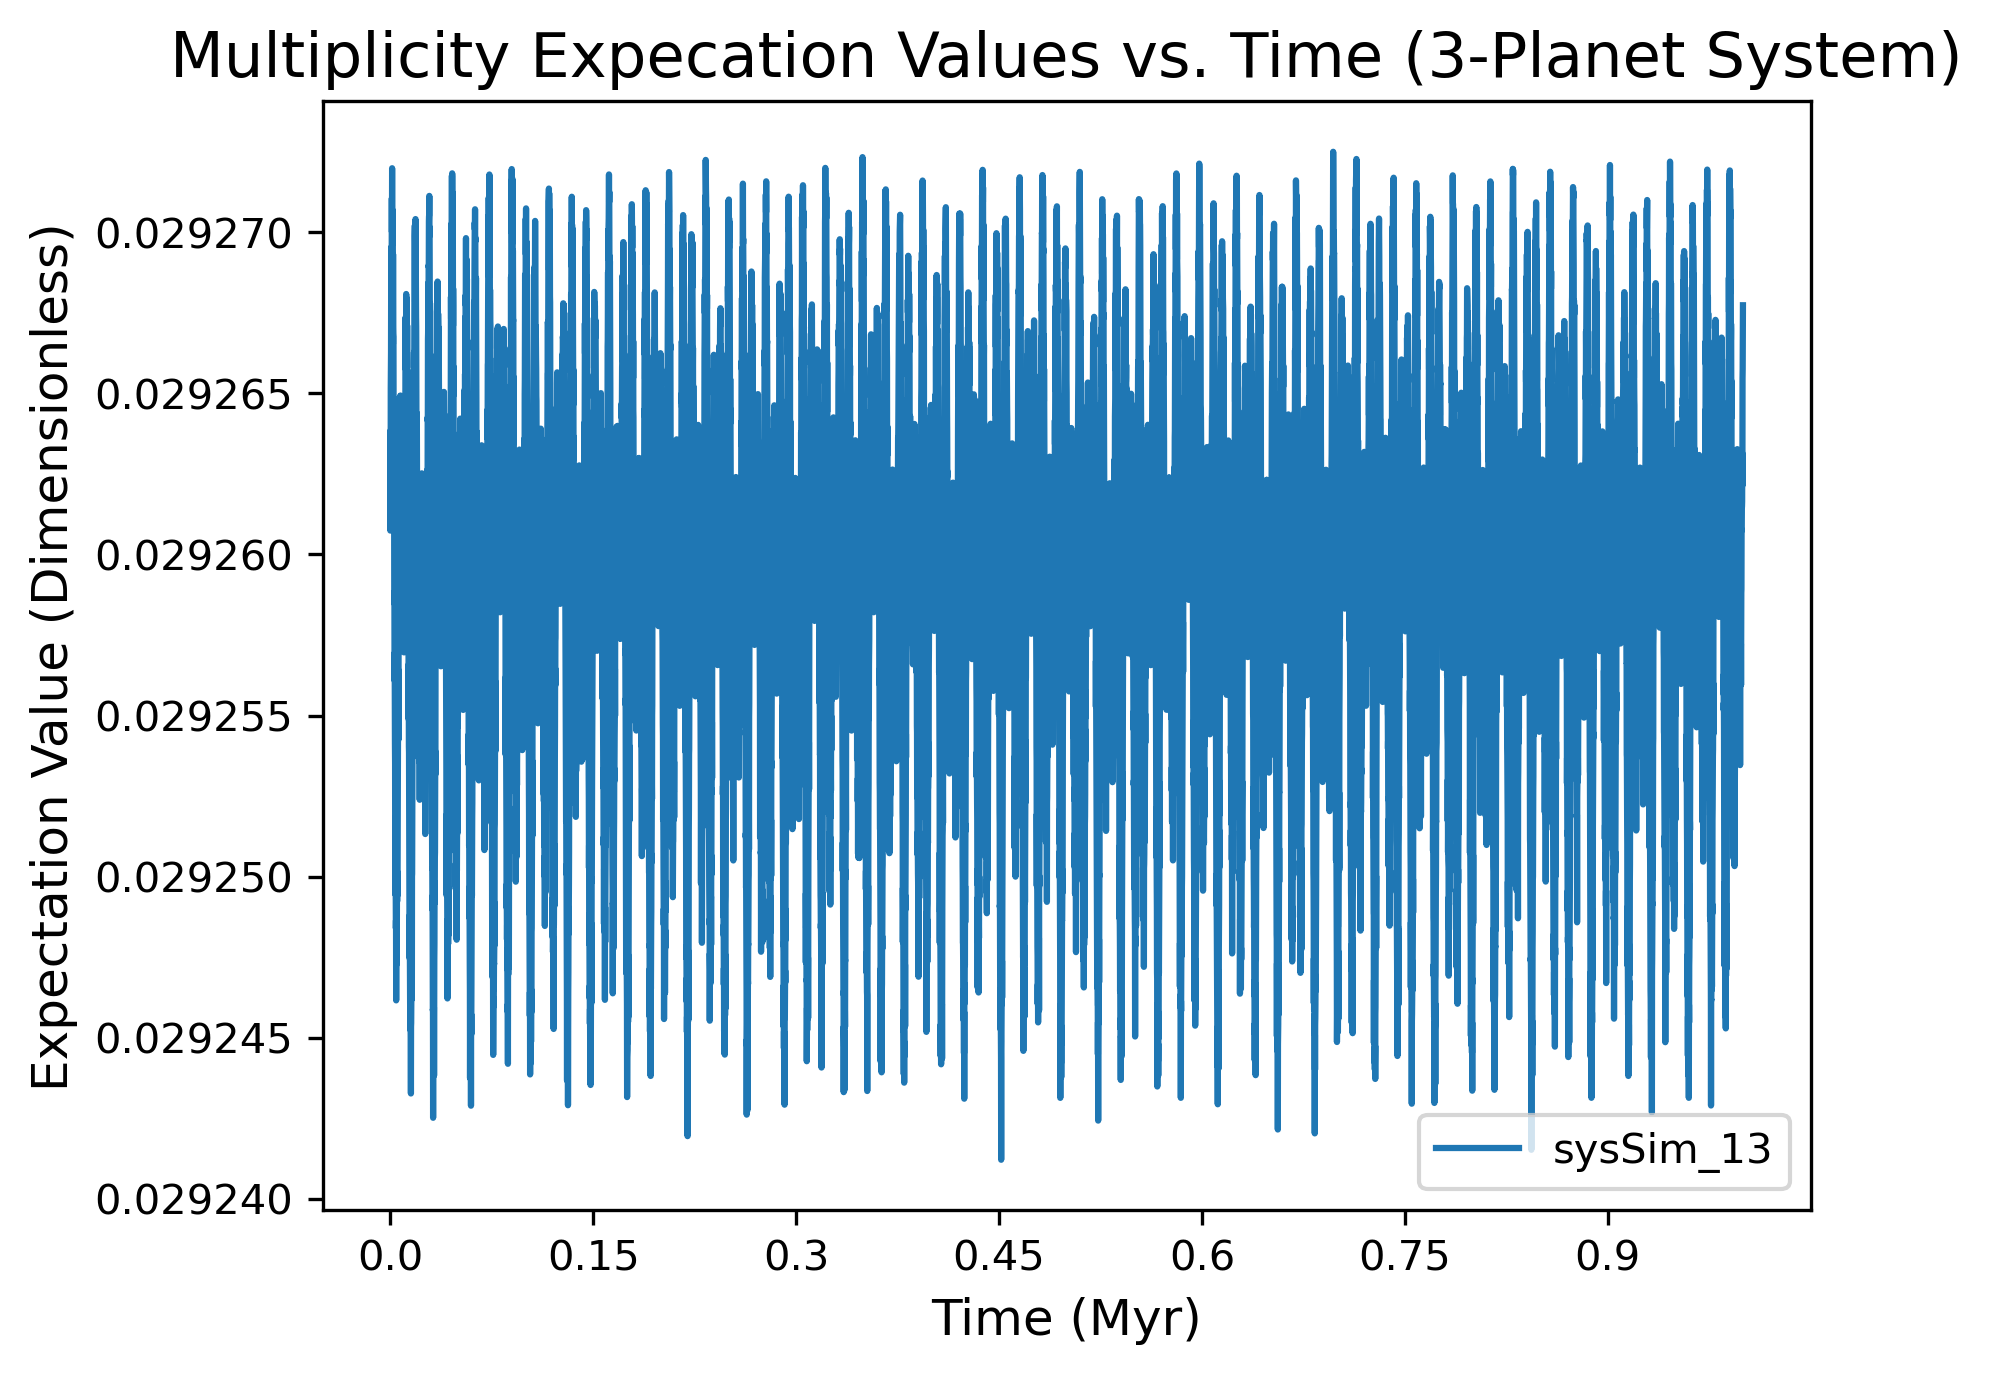 Multiplicity Expecation Values vs. Time (3-Planet System)
Expectation Value (Dimensionless)
0.029270
0.029265
0.029260
0.029255
0.029250
0.029245
0.029240
sysSim_13
0.0 0.15 0.3 0.45 0.6 0.75 0.9
Time (Myr)